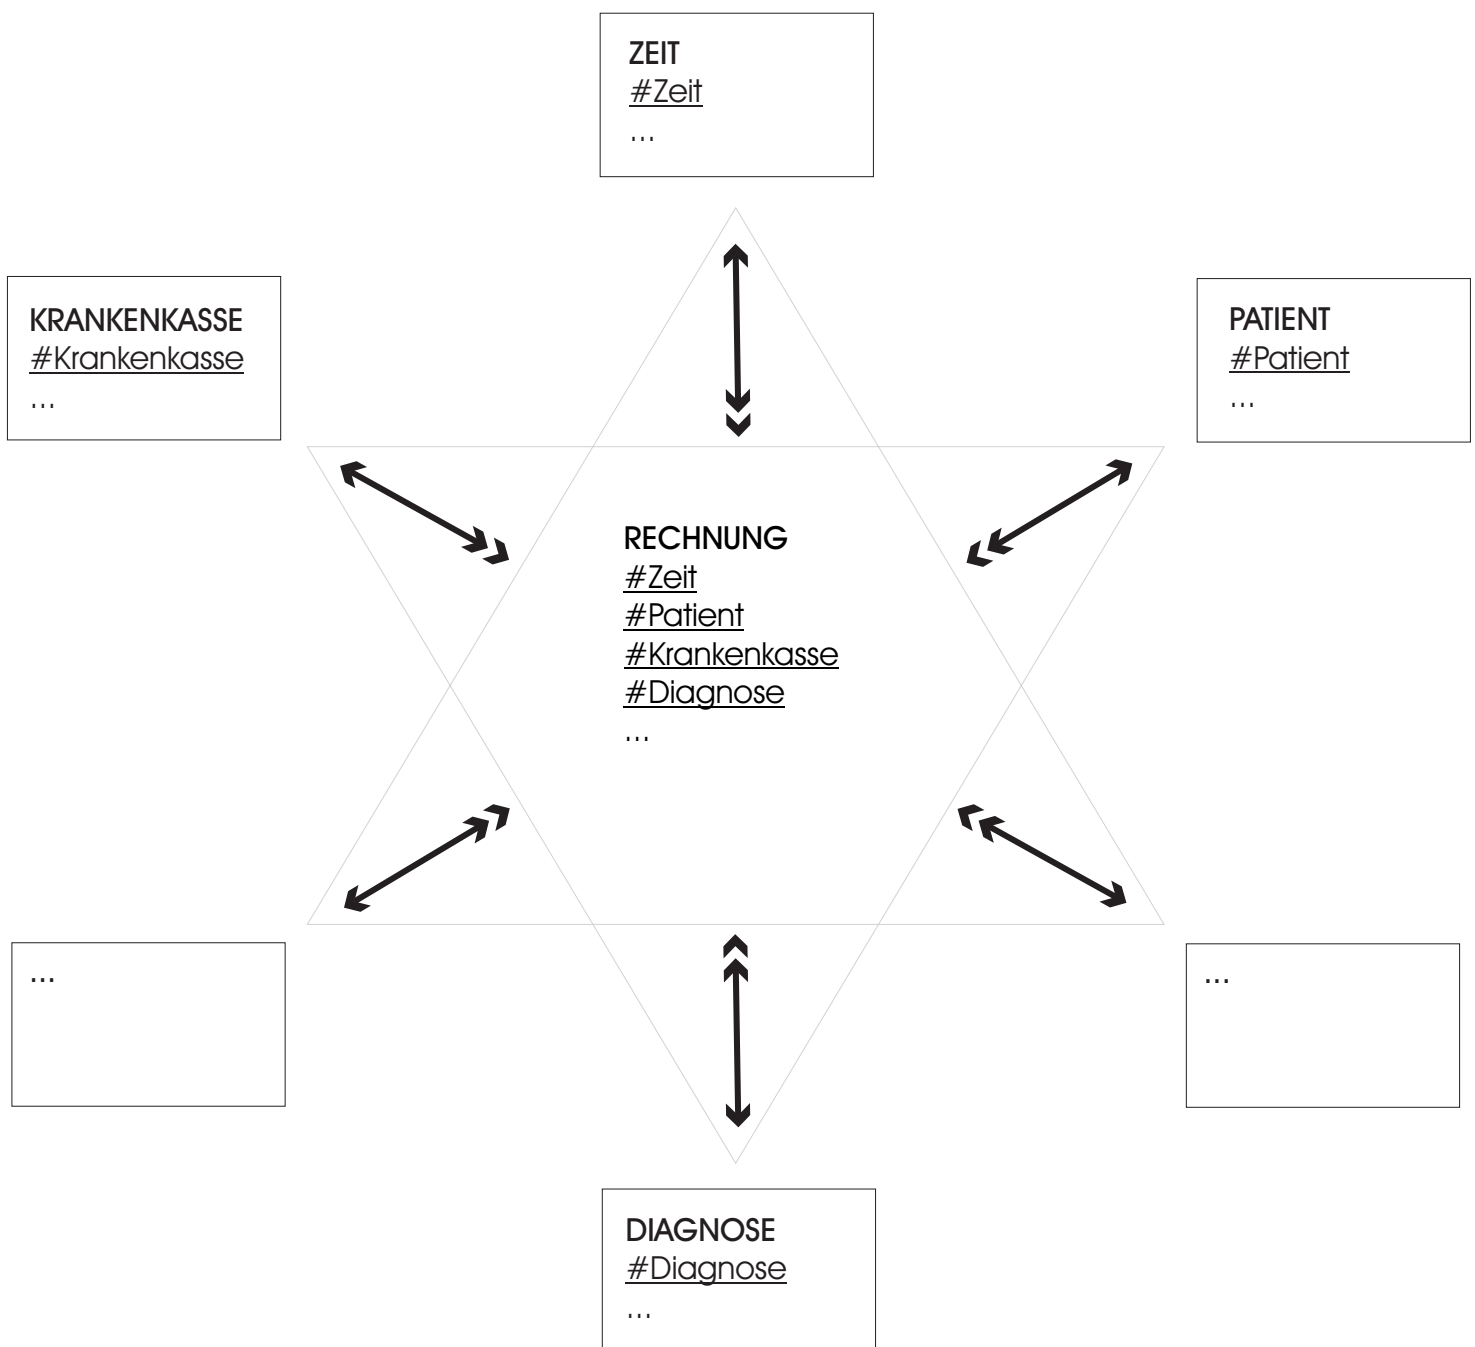 ZEIT
#Zeit
...
KRANKENKASSE
#Krankenkasse
...
PATIENT
#Patient
...
RECHNUNG
#Zeit
#Patient
#Krankenkasse
#Diagnose
...
...
...
DIAGNOSE
#Diagnose
...